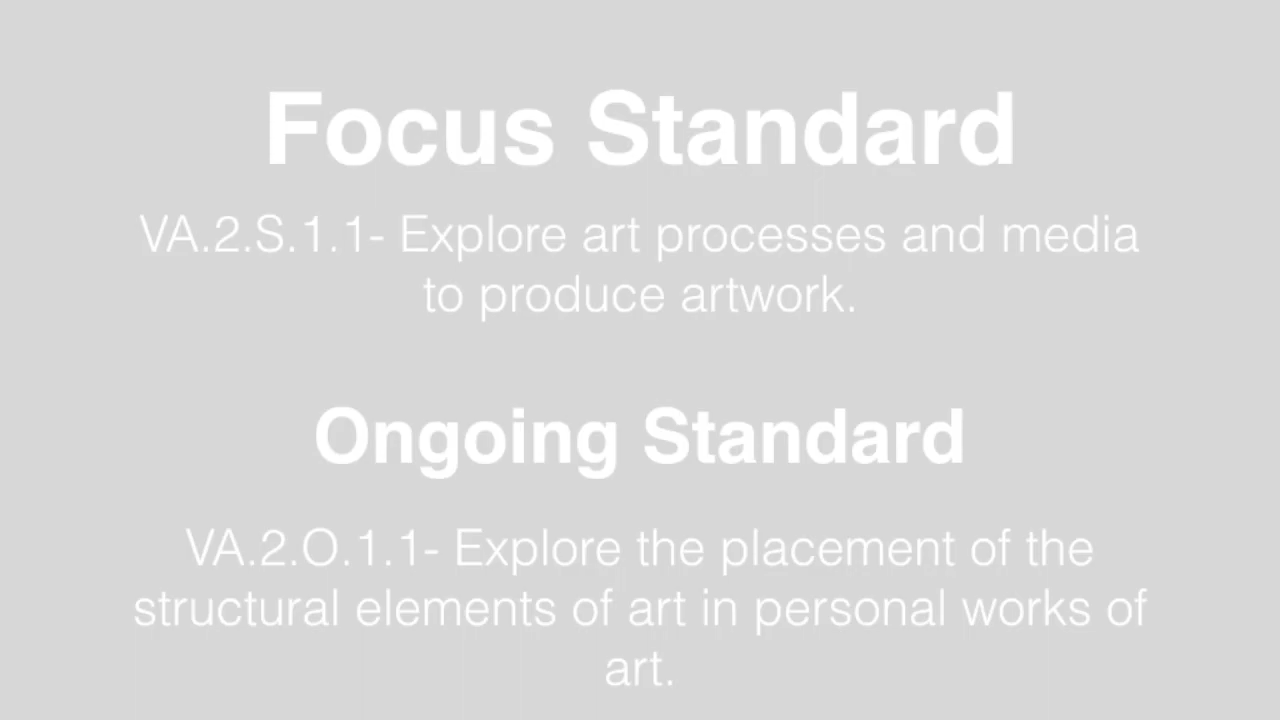 Focus Standard
VA.2.S.1.1- Explore art processes and media
to produce artwork.
Ongoing Standard
VA.2.O.1.1- Explore the placement of the
structural elements of art in personal works of
art.